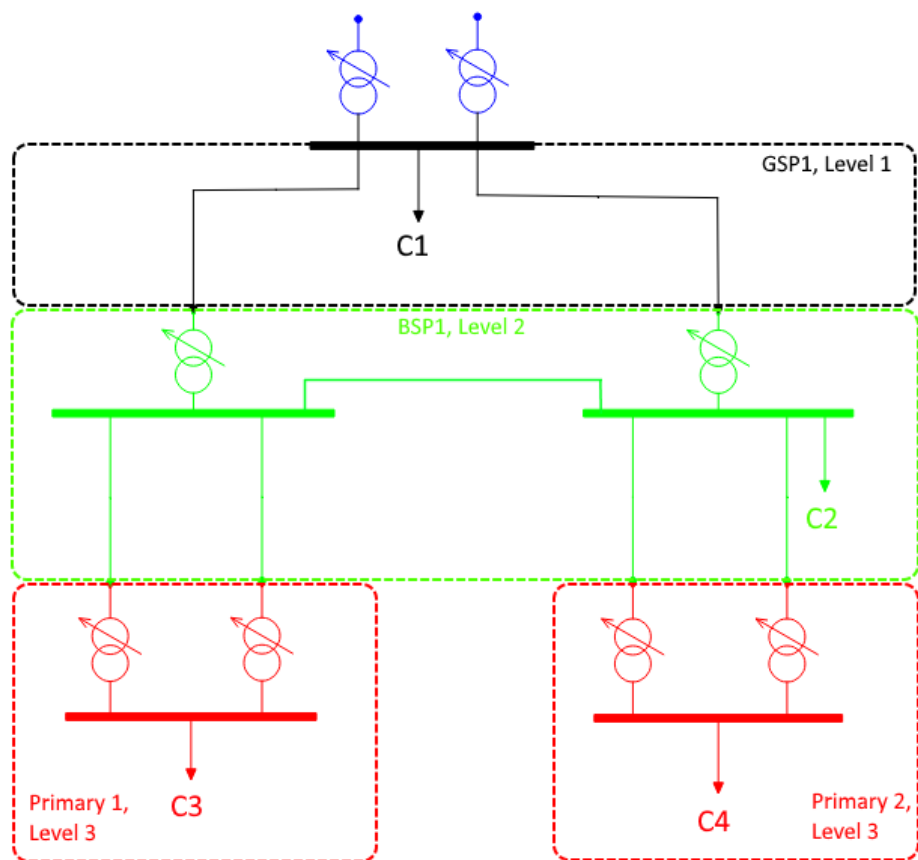 GSP1, Level 1
C1
BSP1, Level 2
C2
C3
Primary 1,
Level 3
C4
Primary 2,
Level 3